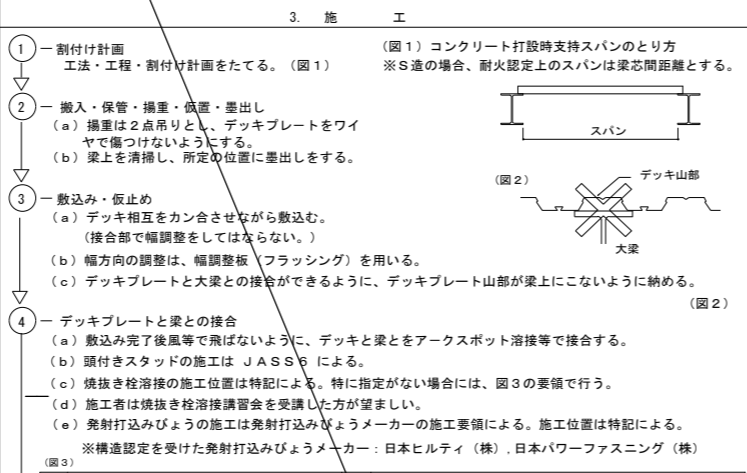 3. 施 工
1 割付け計画
工法・工程・割付け計画をたてる。(図1)
(図1)コンクリート打設時支持スパンのとり方
※S造の場合、耐火認定上のスパンは梁芯間距離とする。
スパン
2 搬入・保管・揚重・仮置・墨出し
(a)揚重は2点吊りとし、デッキプレートをワイ
ヤで傷つけないようにする。
(b)梁上を清掃し、所定の位置に墨出しをする。
(図2)
デッキ山部
大梁
3 敷込み・仮止め
(a)デッキ相互をカン合させながら敷込む。
(接合部で幅調整をしてはならない。)
(b)幅方向の調整は、幅調整板(フラッシング)を用いる。
(c)デッキプレートと大梁との接合ができるように、デッキプレート山部が梁上にこないように納める。
(図2)
4 デッキプレートと梁との接合
(a)敷込み完了後風等で飛ばないように、デッキと梁とをアークスポット溶接等で接合する。
(b)頭付きスタッドの施工は JASS6 による。
(c)焼抜き栓溶接の施工位置は特記による。特に指定がない場合には、図3の要領で行う。
(d)施工者は焼抜き栓溶接講習会を受講した方が望ましい。
(e)発射打込みびょうの施工は発射打込みびょうメーカーの施工要領による。施工位置は特記による。
※構造認定を受けた発射打込みびょうメーカー:日本ヒルティ(株),日本パワーファスニング(株)
(図3)